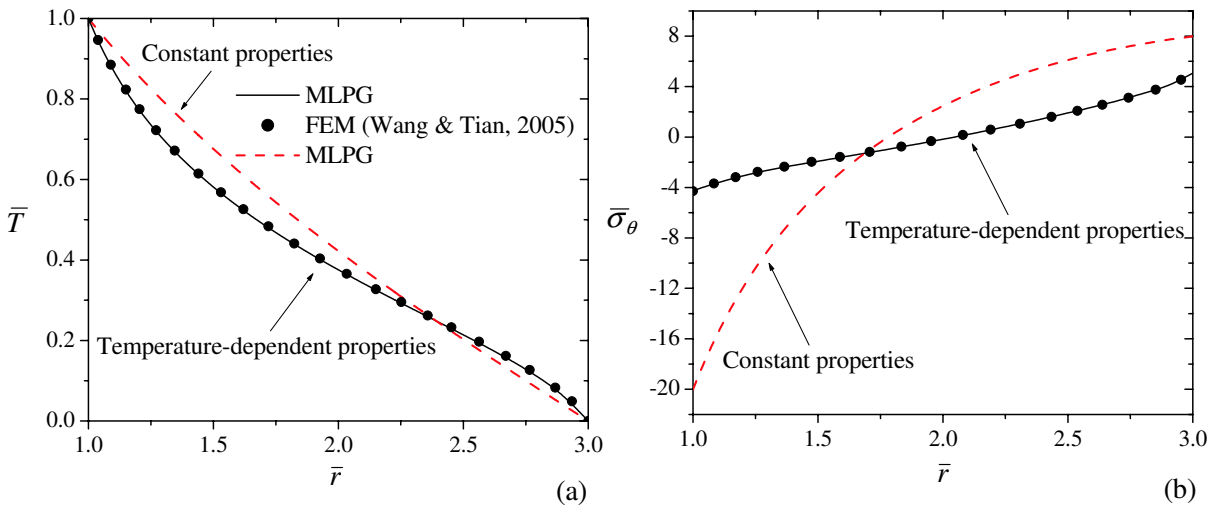 1.0
0.8
0.6
0.4
0.2
0.0
T̅
Constant properties
MLPG
FEM (Wang & Tian, 2005)
MLPG
Temperature-dependent properties
1.0 1.5 2.0 2.5 3.0
r̅
(a)
8
4
0
-4
-8
-12
-16
-20
σ̅θ
Temperature-dependent properties
Constant properties
1.0 1.5 2.0 2.5 3.0
r̅
(b)